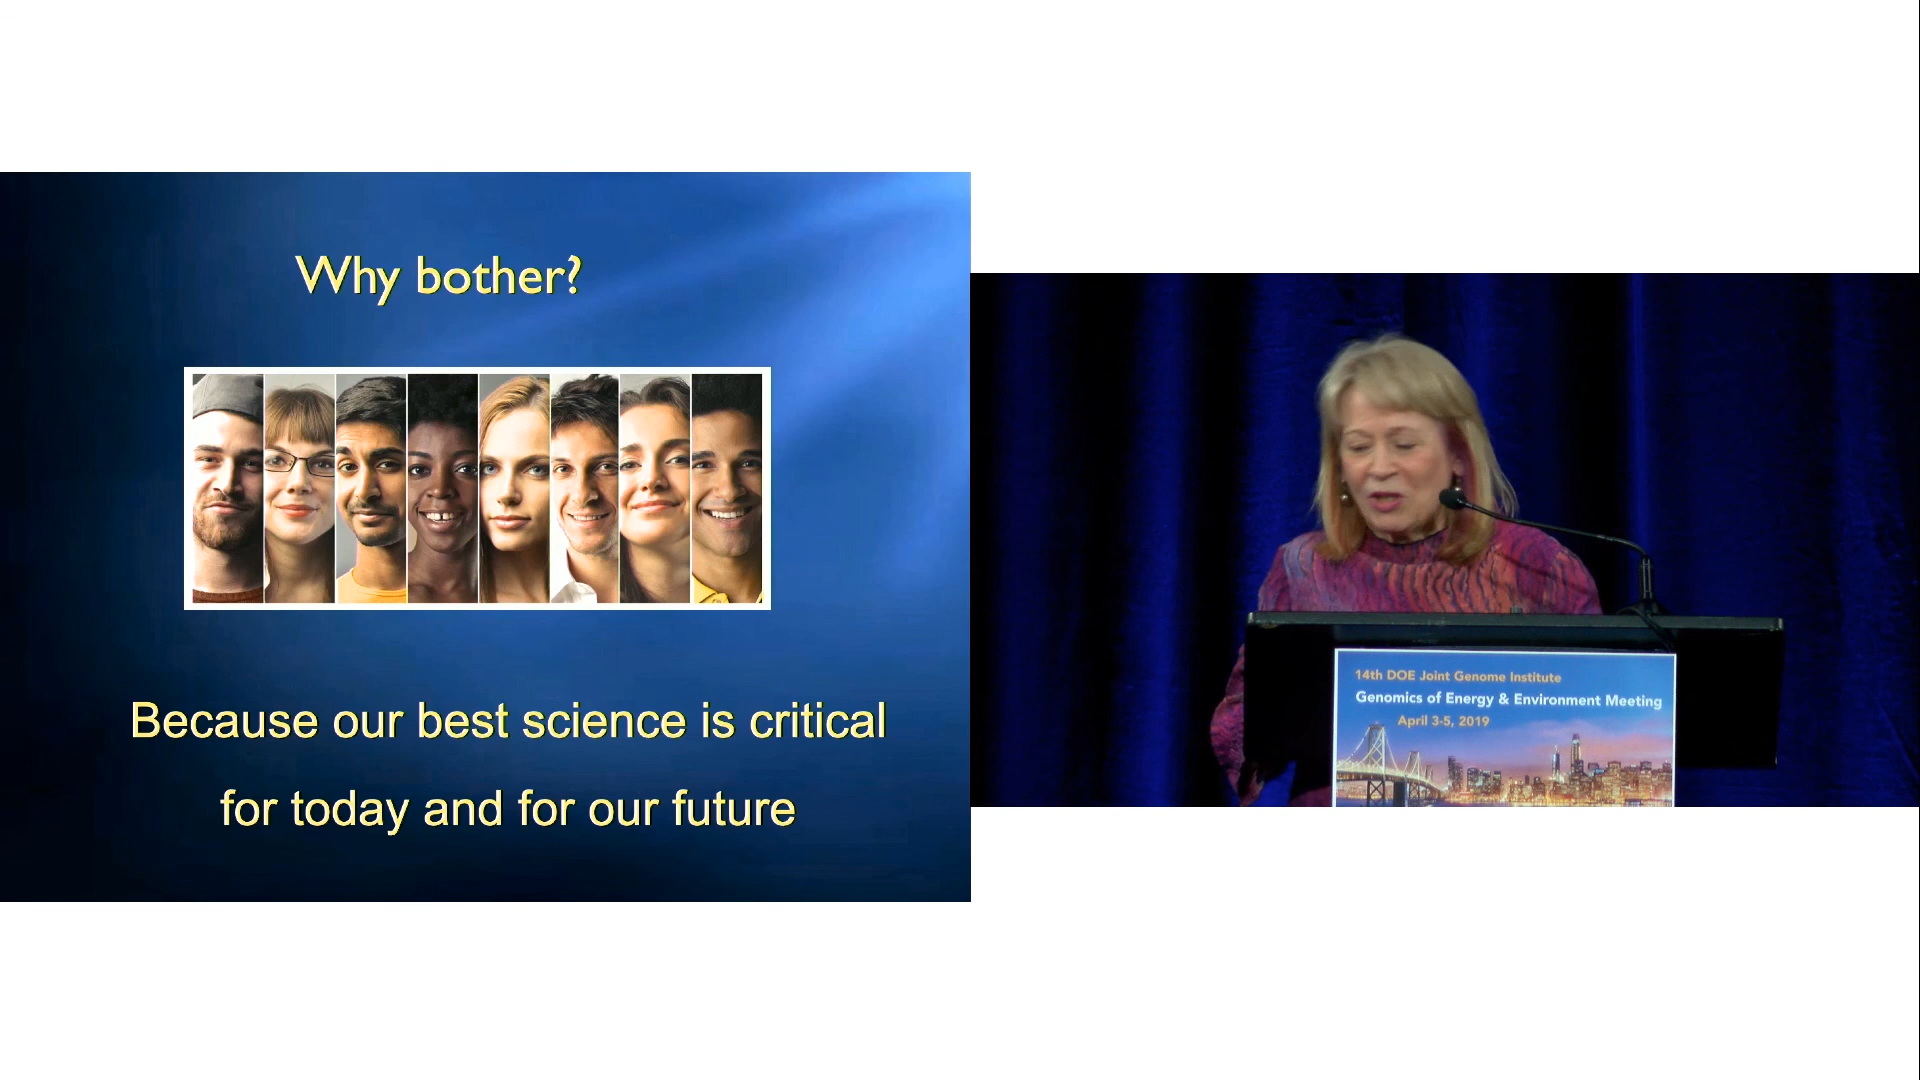 Why bother?
Because our best science is critical
for today and for our future
14th DOE Joint Genome Institute
Genomics of Energy & Environment Meeting
April 3-5, 2019